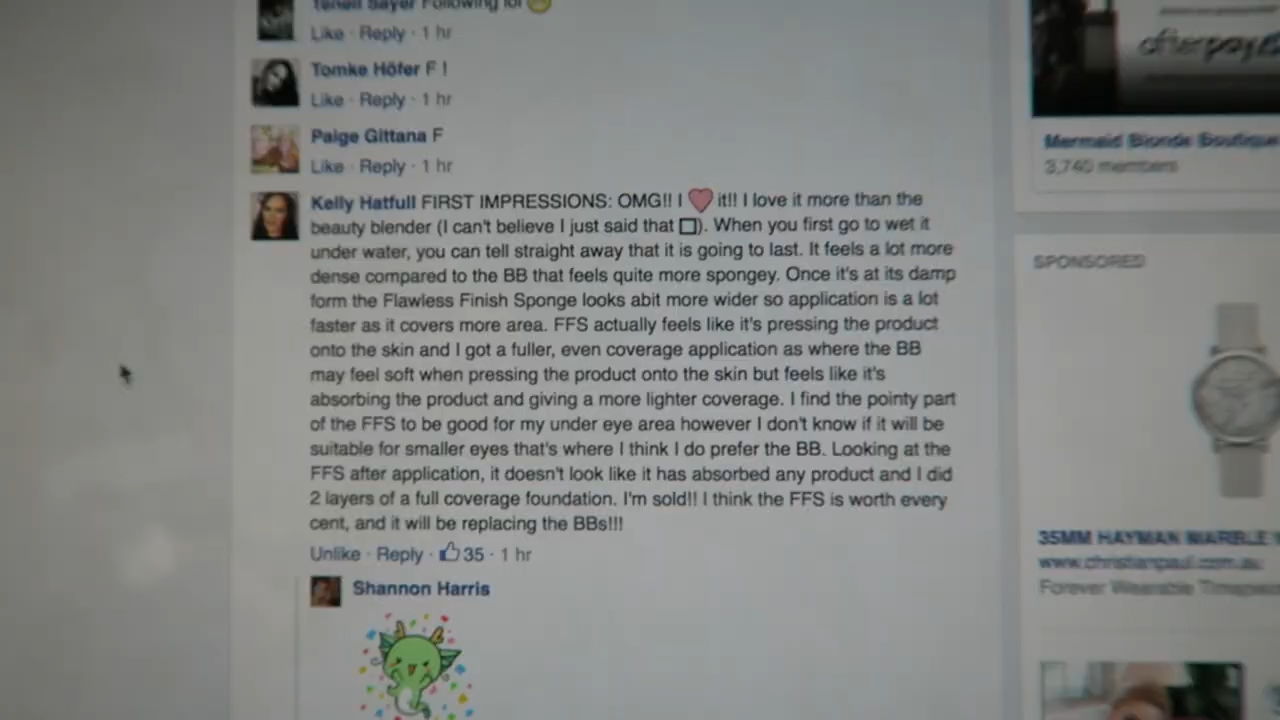 Tenell Sayer Following lol
Like · Reply · 1 hr
Tomke Höfer F !
Like · Reply · 1 hr
Paige Gittana F
Like · Reply · 1 hr
Kelly Hatfull FIRST IMPRESSIONS: OMG!! I ❤ it!! I love it more than the
beauty blender (I can't believe I just said that □). When you first go to wet it
under water, you can tell straight away that it is going to last. It feels a lot more
dense compared to the BB that feels quite more spongey. Once it's at its damp
form the Flawless Finish Sponge looks abit more wider so application is a lot
faster as it covers more area. FFS actually feels like it's pressing the product
onto the skin and I got a fuller, even coverage application as where the BB
may feel soft when pressing the product onto the skin but feels like it's
absorbing the product and giving a more lighter coverage. I find the pointy part
of the FFS to be good for my under eye area however I don't know if it will be
suitable for smaller eyes that's where I think I do prefer the BB. Looking at the
FFS after application, it doesn't look like it has absorbed any product and I did
2 layers of a full coverage foundation. I'm sold!! I think the FFS is worth every
cent, and it will be replacing the BBs!!!
Unlike · Reply · 35 · 1 hr
Shannon Harris
afterpay
Mermaid Blonde Boutique
3,740 members
SPONSORED
35MM HAYMAN MARBLE
www.christianpaul.com.au
Forever Wearable